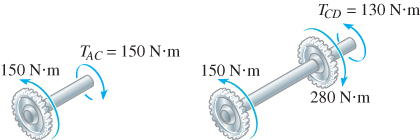 T_CD = 130 N·m
T_AC = 150 N·m
150 N·m
150 N·m
280 N·m